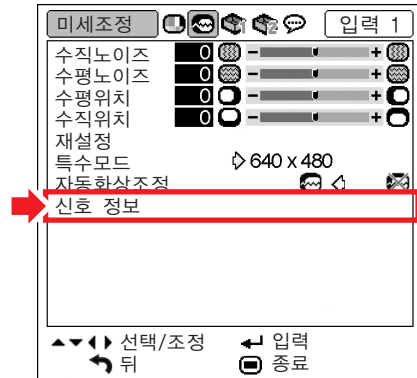 미세조정 입력 1
수직노이즈 0 - +
수평노이즈 0 - +
수평위치 0 - +
수직위치 0 - +
재설정
특수모드 640 x 480
자동화상조정
신호 정보
선택/조정 입력
뒤 종료